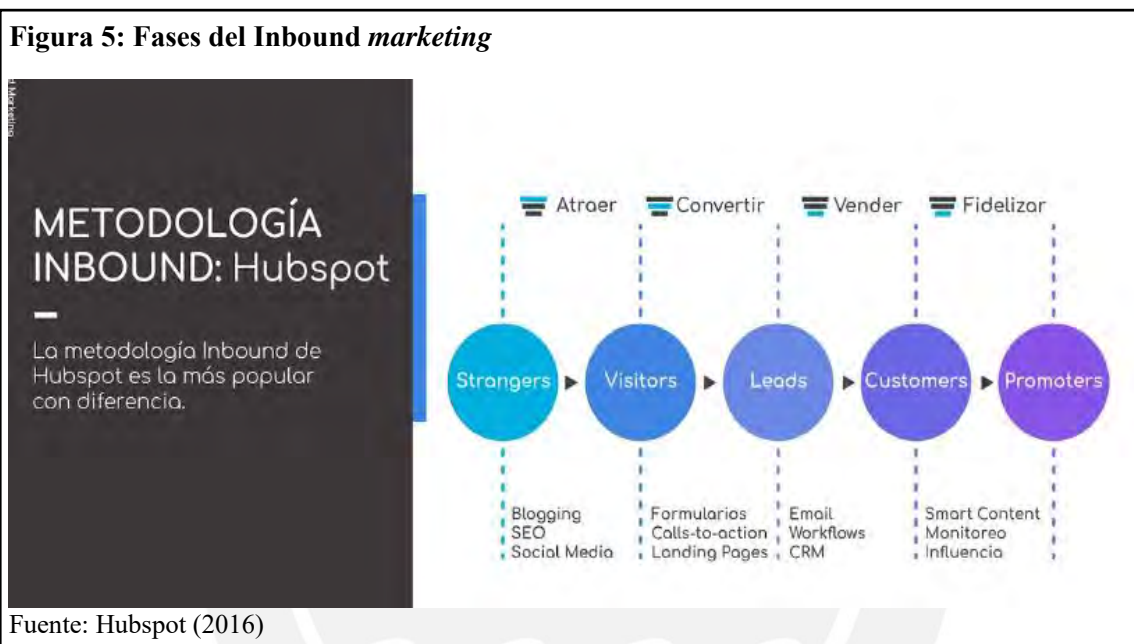 Figura 5: Fases del Inbound marketing
METODOLOGÍA
INBOUND: Hubspot
La metodología Inbound de
Hubspot es la más popular
con diferencia.
Atraer
Convertir
Vender
Fidelizar
Strangers
Visitors
Leads
Customers
Promoters
Blogging
SEO
Social Media
Formularios
Calls-to-action
Landing Pages
Email
Workflows
CRM
Smart Content
Monitoreo
Influencia
Fuente: Hubspot (2016)